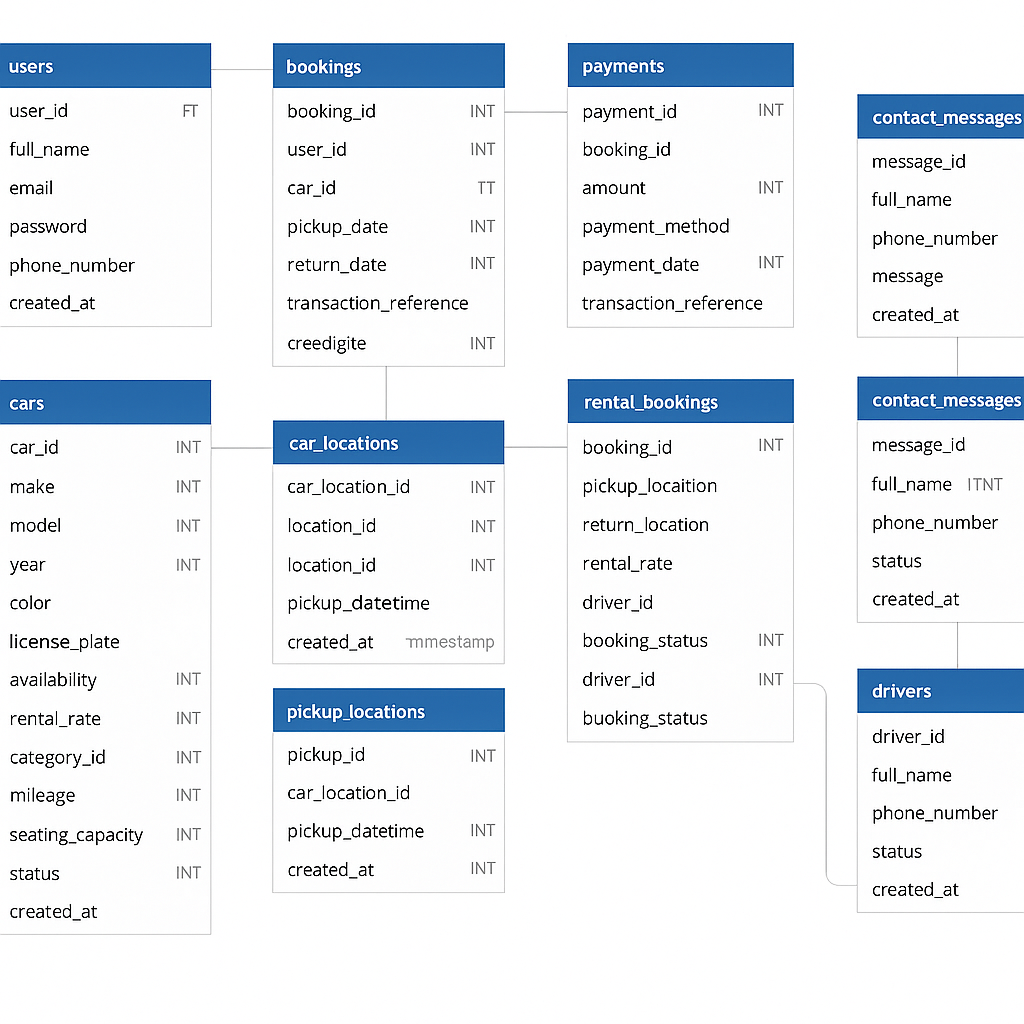 users
user_id FT
full_name
email
password
phone_number
created_at
bookings
booking_id INT
user_id INT
car_id TT
pickup_date INT
return_date INT
transaction_reference
creedigite INT
payments
payment_id INT
booking_id
amount INT
payment_method
payment_date INT
transaction_reference
contact_messages
message_id
full_name
phone_number
message
created_at
cars
car_id INT
make INT
model INT
year INT
color
license_plate
availability INT
rental_rate INT
category_id INT
mileage INT
seating_capacity INT
status INT
created_at
car_locations
car_location_id INT
location_id INT
location_id INT
pickup_datetime
created_at mmestamp
pickup_locations
pickup_id INT
car_location_id
pickup_datetime INT
created_at INT
rental_bookings
booking_id INT
pickup_locaition
return_location
rental_rate
driver_id
booking_status INT
driver_id INT
buoking_status
contact_messages
message_id
full_name ITNT
phone_number
status
created_at
drivers
driver_id
full_name
phone_number
status
created_at